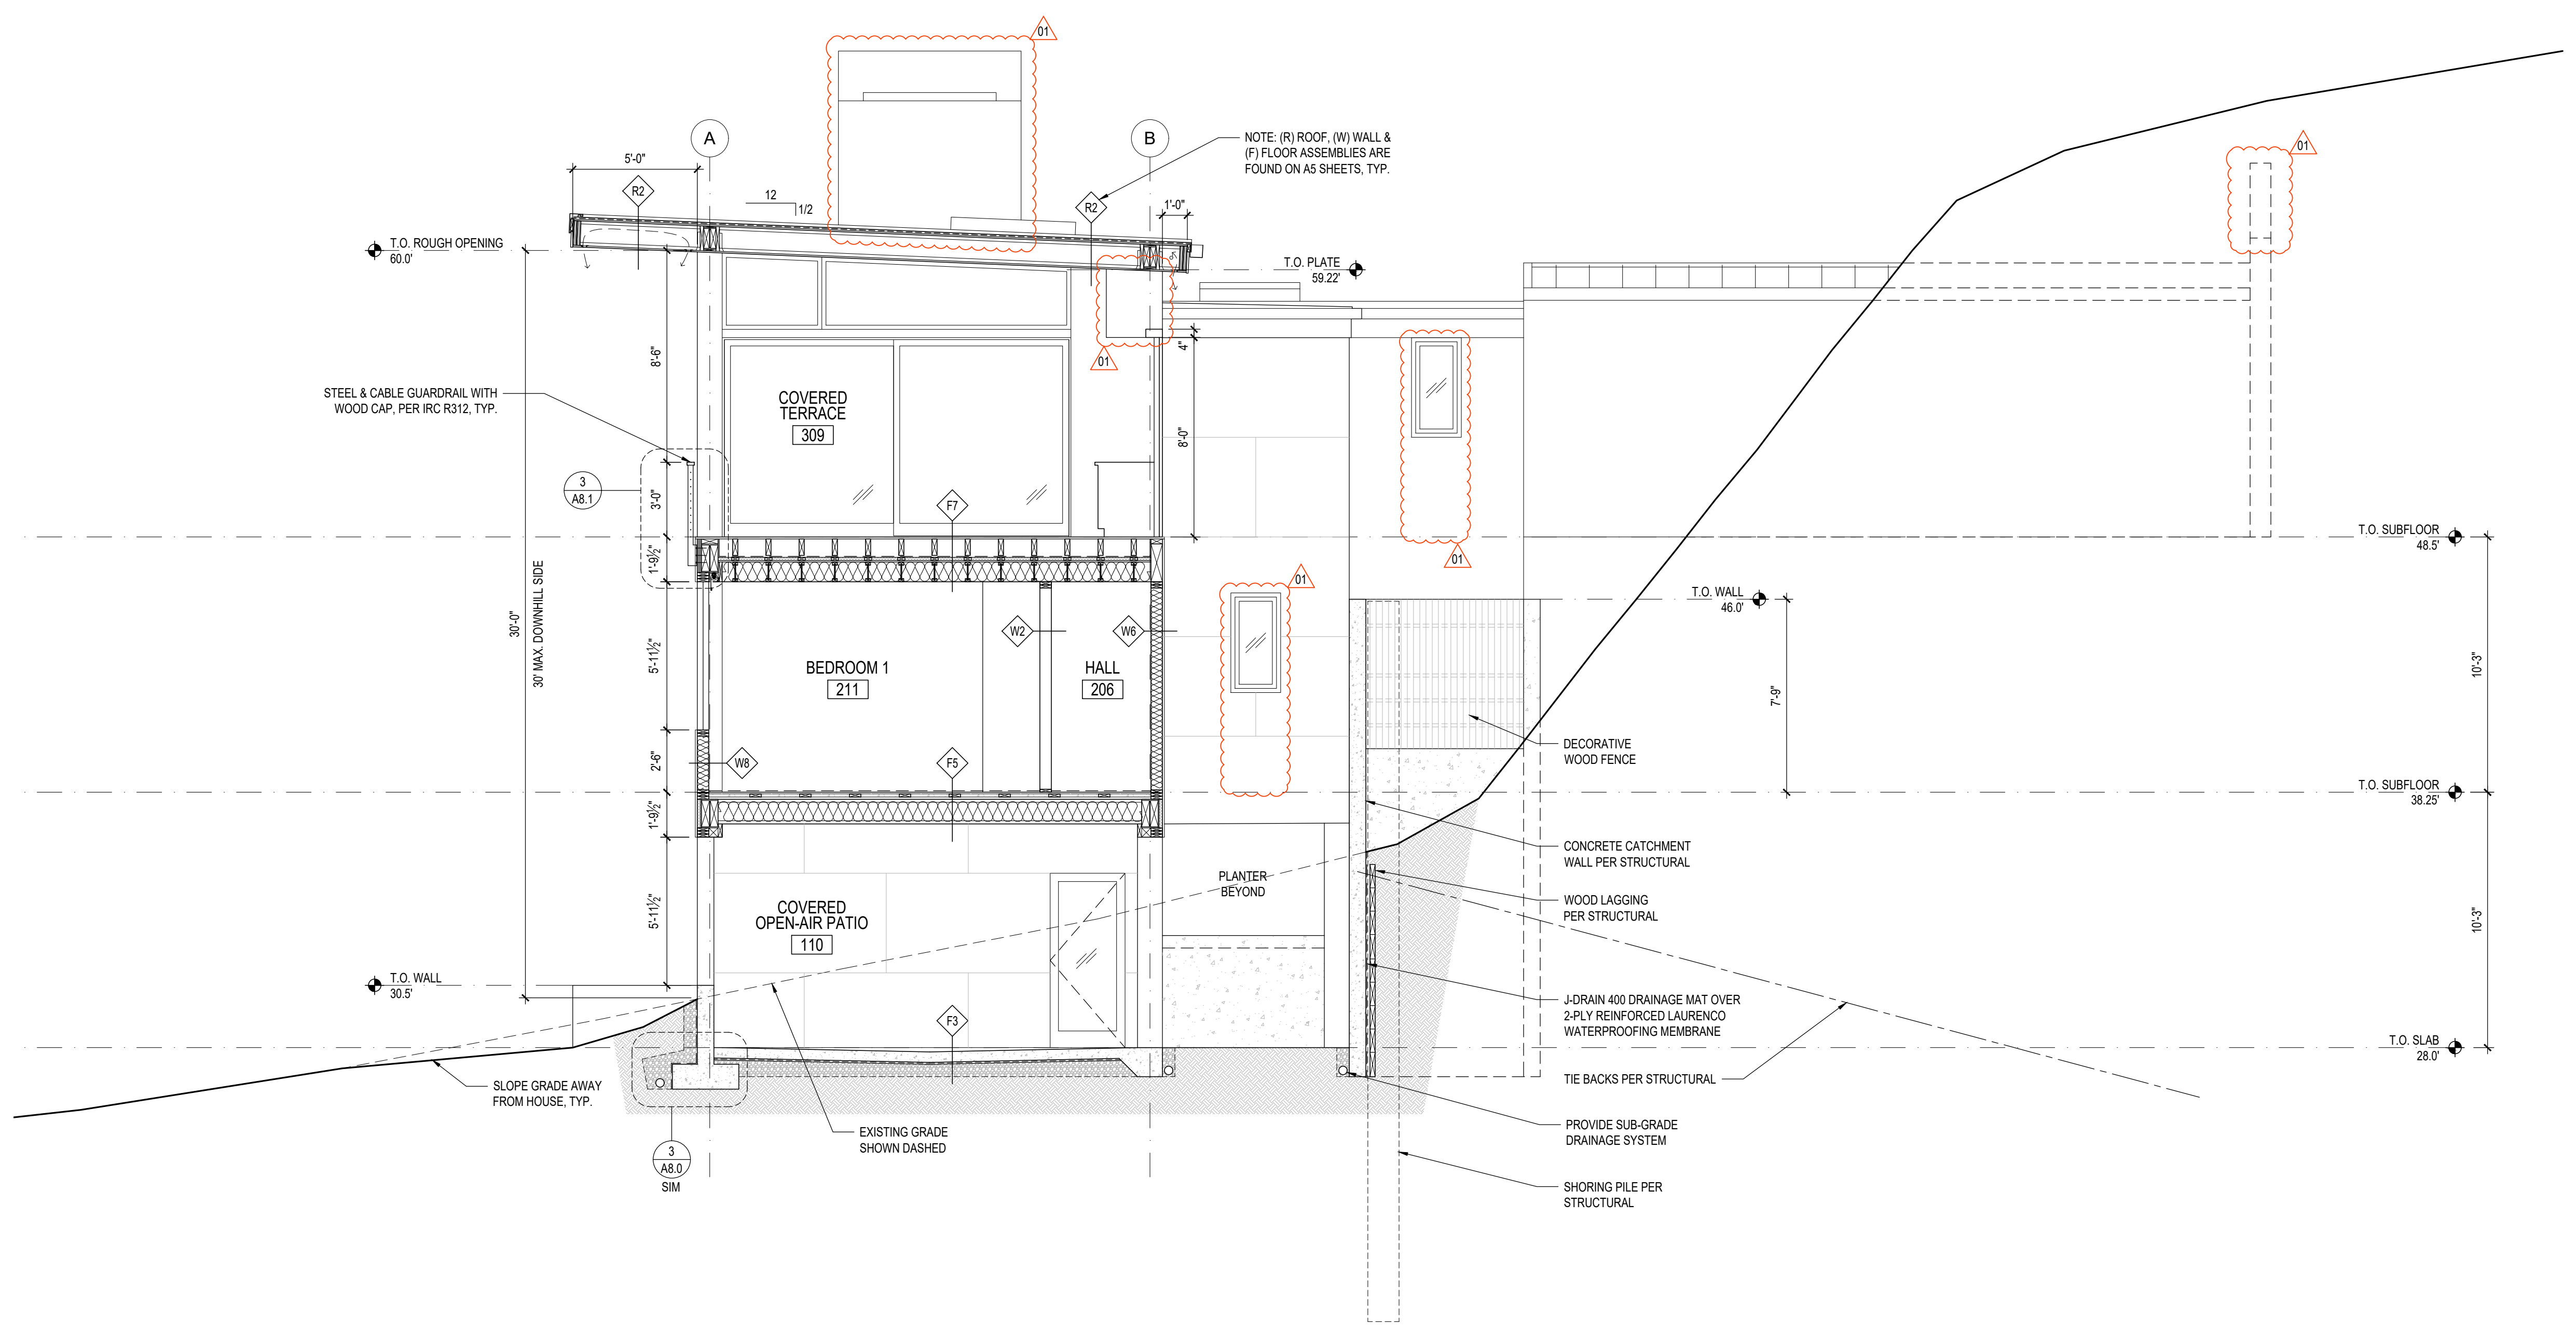 01
A
B
NOTE: (R) ROOF, (W) WALL &
(F) FLOOR ASSEMBLIES ARE
FOUND ON A5 SHEETS, TYP.
01
5'-0"
R2
12
1/2
R2
1'-0"
T.O. ROUGH OPENING
60.0'
T.O. PLATE
59.22'
8'-6"
4"
01
STEEL & CABLE GUARDRAIL WITH
WOOD CAP, PER IRC R312, TYP.
COVERED
TERRACE
309
8'-0"
3
A8.1
3'-0"
F7
T.O. SUBFLOOR
48.5'
1'-9½"
01
01
30'-0"
30' MAX. DOWNHILL SIDE
T.O. WALL
46.0'
W2
W6
5'-11½"
BEDROOM 1
211
HALL
206
7'-9"
10'-3"
DECORATIVE
WOOD FENCE
2'-6"
W8
F5
T.O. SUBFLOOR
38.25'
1'-9½"
CONCRETE CATCHMENT
WALL PER STRUCTURAL
PLANTER
BEYOND
WOOD LAGGING
PER STRUCTURAL
5'-11½"
COVERED
OPEN-AIR PATIO
110
10'-3"
T.O. WALL
30.5'
J-DRAIN 400 DRAINAGE MAT OVER
2-PLY REINFORCED LAURENCO
WATERPROOFING MEMBRANE
F3
T.O. SLAB
28.0'
TIE BACKS PER STRUCTURAL
SLOPE GRADE AWAY
FROM HOUSE, TYP.
EXISTING GRADE
SHOWN DASHED
PROVIDE SUB-GRADE
DRAINAGE SYSTEM
3
A8.0
SIM
SHORING PILE PER
STRUCTURAL